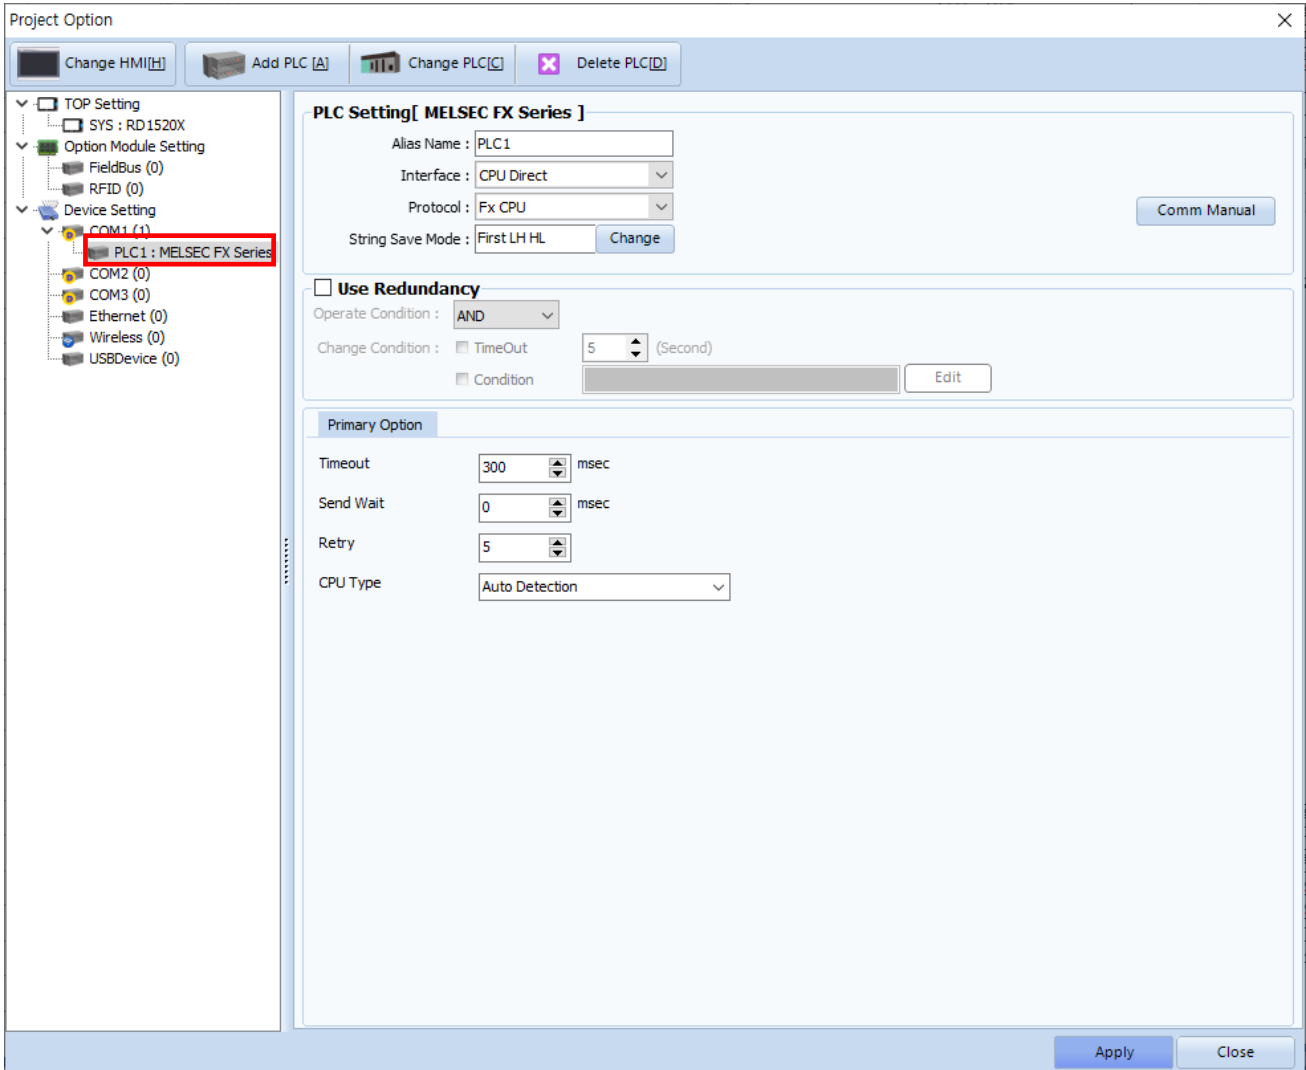 Project Option
Change HMI[H]
Add PLC [A]
Change PLC[C]
Delete PLC[D]
TOP Setting
SYS : RD1520X
Option Module Setting
FieldBus (0)
RFID (0)
Device Setting
COM1 (1)
PLC1 : MELSEC FX Series
COM2 (0)
COM3 (0)
Ethernet (0)
Wireless (0)
USBDevice (0)
PLC Setting[ MELSEC FX Series ]
Alias Name : PLC1
Interface : CPU Direct
Protocol : Fx CPU
Comm Manual
String Save Mode : First LH HL Change
Use Redundancy
Operate Condition : AND
Change Condition : TimeOut 5 (Second)
Condition Edit
Primary Option
Timeout 300 msec
Send Wait 0 msec
Retry 5
CPU Type Auto Detection
Apply Close